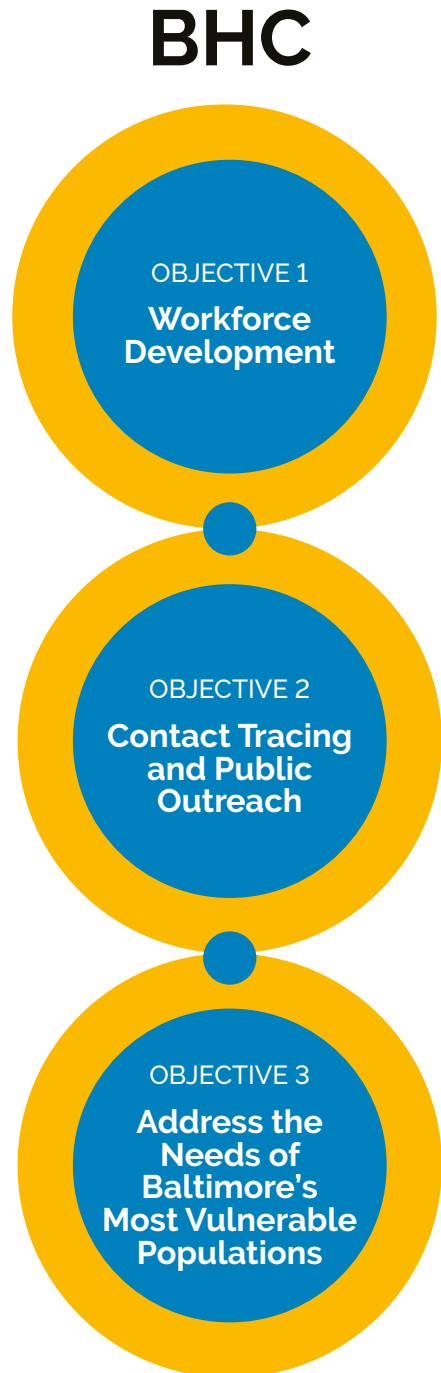 BHC
OBJECTIVE 1
Workforce
Development
OBJECTIVE 2
Contact Tracing
and Public
Outreach
OBJECTIVE 3
Address the
Needs of
Baltimore’s
Most Vulnerable
Populations